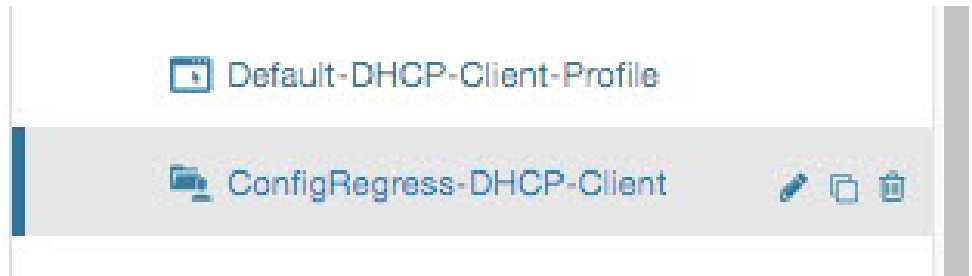 Default-DHCP-Client-Profile
ConfigRegress-DHCP-Client